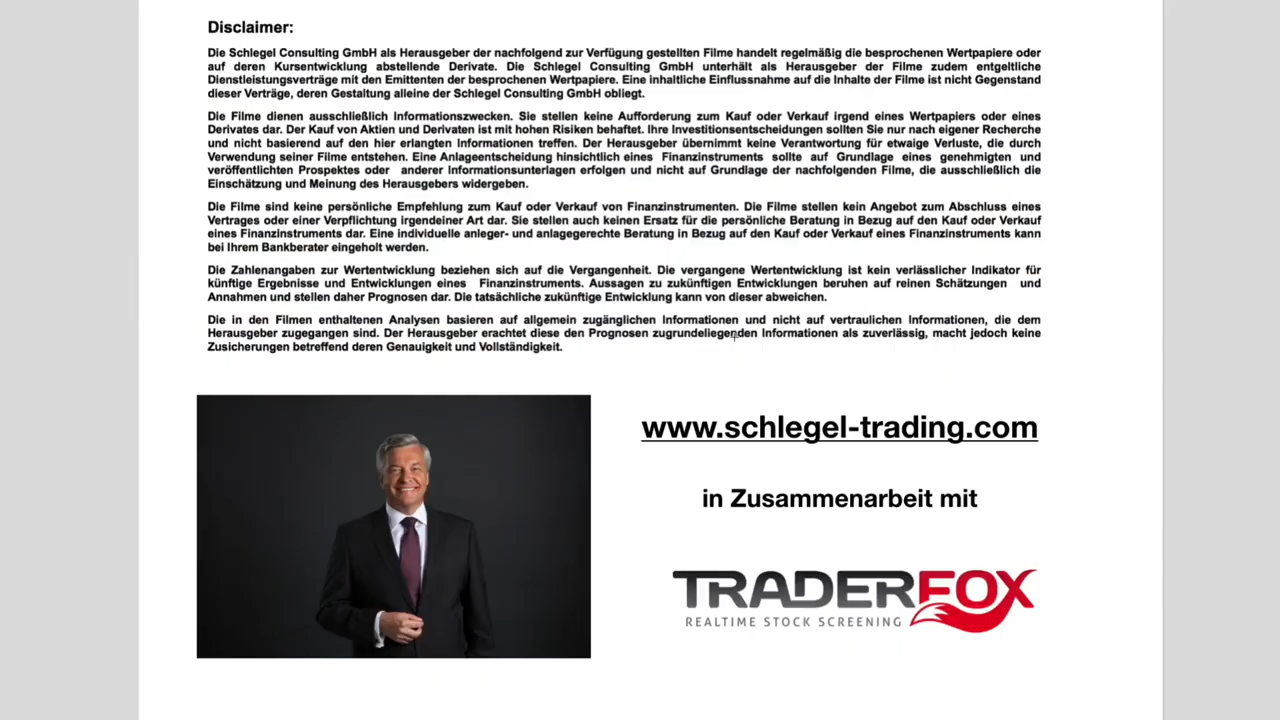 Disclaimer:
Die Schlegel Consulting GmbH als Herausgeber der nachfolgend zur Verfügung gestellten Filme handelt regelmäßig die besprochenen Wertpapiere oder
auf deren Kursentwicklung abstellende Derivate. Die Schlegel Consulting GmbH unterhält als Herausgeber der Filme zudem entgeltliche
Dienstleistungsverträge mit den Emittenten der besprochenen Wertpapiere. Eine inhaltliche Einflussnahme auf die Inhalte der Filme ist nicht Gegenstand
dieser Verträge, deren Gestaltung alleine der Schlegel Consulting GmbH obliegt.
Die Filme dienen ausschließlich Informationszwecken. Sie stellen keine Aufforderung zum Kauf oder Verkauf irgend eines Wertpapiers oder eines
Derivates dar. Der Kauf von Aktien und Derivaten ist mit hohen Risiken behaftet. Ihre Investitionsentscheidungen sollten Sie nur nach eigener Recherche
und nicht basierend auf den hier erlangten Informationen treffen. Der Herausgeber übernimmt keine Verantwortung für etwaige Verluste, die durch
Verwendung seiner Filme entstehen. Eine Anlageentscheidung hinsichtlich eines Finanzinstruments sollte auf Grundlage eines genehmigten und
veröffentlichten Prospektes oder anderer Informationsunterlagen erfolgen und nicht auf Grundlage der nachfolgenden Filme, die ausschließlich die
Einschätzung und Meinung des Herausgebers widergeben.
Die Filme sind keine persönliche Empfehlung zum Kauf oder Verkauf von Finanzinstrumenten. Die Filme stellen kein Angebot zum Abschluss eines
Vertrages oder einer Verpflichtung irgendeiner Art dar. Sie stellen auch keinen Ersatz für die persönliche Beratung in Bezug auf den Kauf oder Verkauf
eines Finanzinstruments dar. Eine individuelle anleger- und anlagegerechte Beratung in Bezug auf den Kauf oder Verkauf eines Finanzinstruments kann
bei Ihrem Bankberater eingeholt werden.
Die Zahlenangaben zur Wertentwicklung beziehen sich auf die Vergangenheit. Die vergangene Wertentwicklung ist kein verlässlicher Indikator für
künftige Ergebnisse und Entwicklungen eines Finanzinstruments. Aussagen zu zukünftigen Entwicklungen beruhen auf reinen Schätzungen und
Annahmen und stellen daher Prognosen dar. Die tatsächliche zukünftige Entwicklung kann von dieser abweichen.
Die in den Filmen enthaltenen Analysen basieren auf allgemein zugänglichen Informationen und nicht auf vertraulichen Informationen, die dem
Herausgeber zugegangen sind. Der Herausgeber erachtet diese den Prognosen zugrundeliegenden Informationen als zuverlässig, macht jedoch keine
Zusicherungen betreffend deren Genauigkeit und Vollständigkeit.
www.schlegel-trading.com
in Zusammenarbeit mit
TRADERFOX
REALTIME STOCK SCREENING